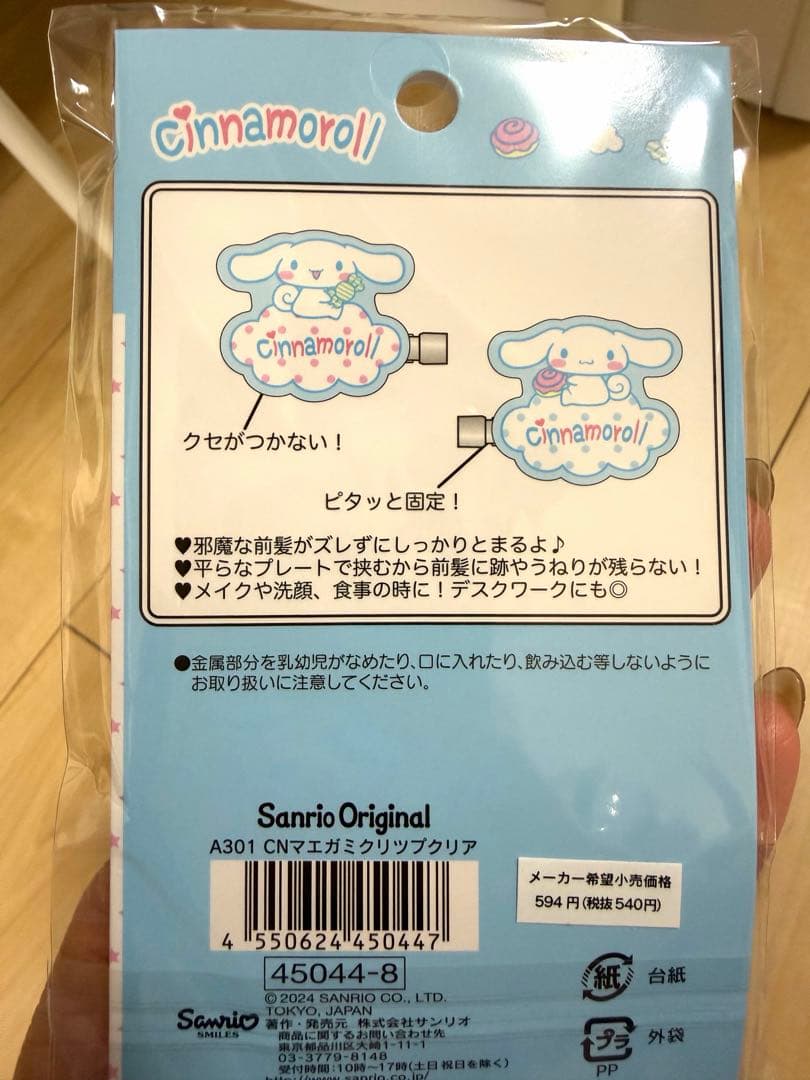 cinnamoroll
cinnamoroll
cinnamoroll
クセがつかない！
ピタッと固定！
♥邪魔な前髪がズレずにしっかりとまるよ♪
♥平らなプレートで挟むから前髪に跡やうねりが残らない！
♥メイクや洗顔、食事の時に！デスクワークにも◎
●金属部分を乳幼児がなめたり、口に入れたり、飲み込む等しないように
お取り扱いに注意してください。
Sanrio Original
A301 CNマエガミクリツプクリア
メーカー希望小売価格
594円(税抜540円)
4 550624 450447
45044-8
© 2024 SANRIO CO., LTD.
TOKYO, JAPAN
Sanrio
SMILES
著作・発売元 株式会社サンリオ
商品に関するお問い合わせ先
東京都品川区大崎1-11-1
03-3779-8148
受付時間:10時～17時(土日祝日を除く)
http://www.sanrio.co.jp/
紙 台紙
プラ 外袋
PP